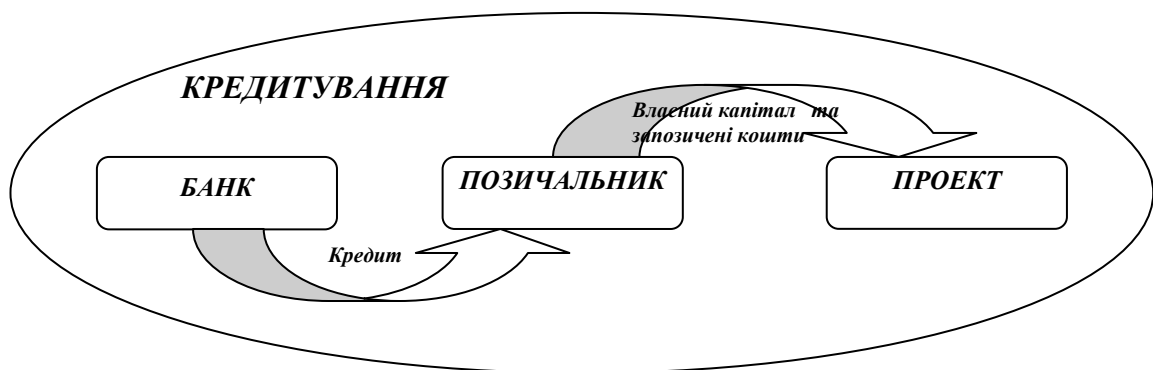 КРЕДИТУВАННЯ
Власний капітал та
запозичені кошти
БАНК
ПОЗИЧАЛЬНИК
ПРОЕКТ
Кредит